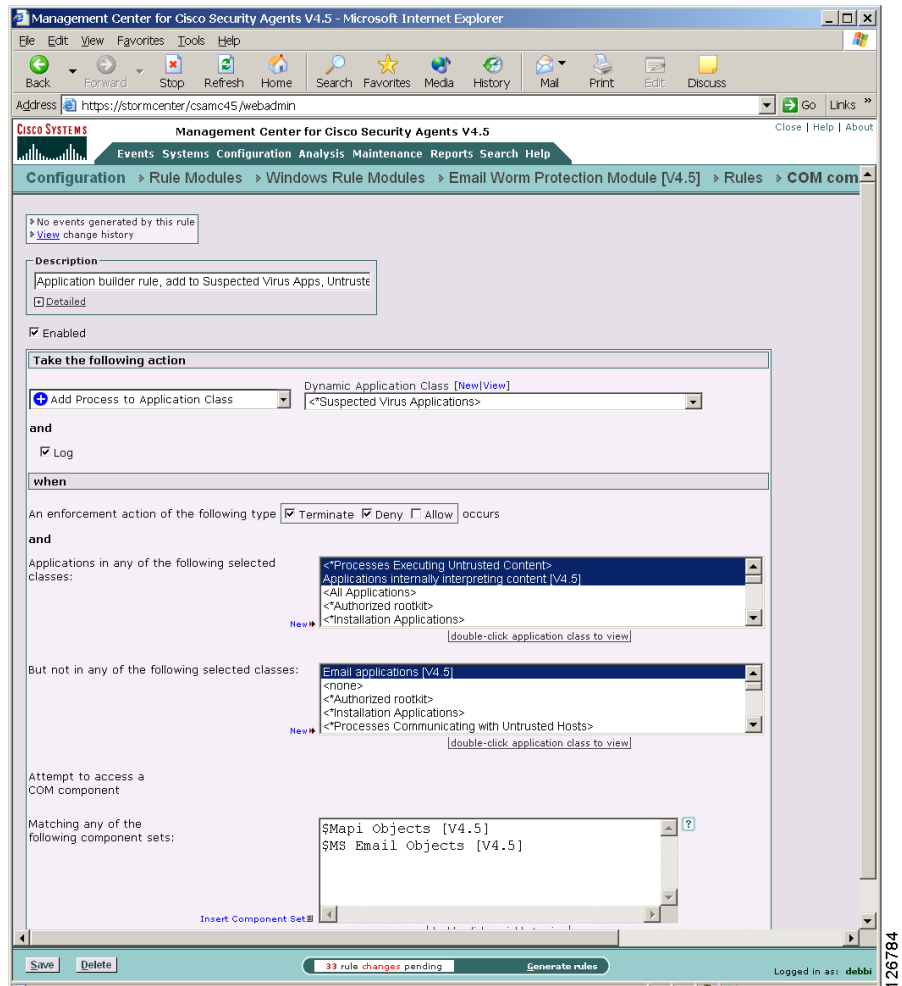 Management Center for Cisco Security Agents V4.5 - Microsoft Internet Explorer
File Edit View Favorites Tools Help
Back Forward Stop Refresh Home Search Favorites Media History Mail Print Edit Discuss
Address https://stormcenter/csamc45/webadmin Go Links »
CISCO SYSTEMS Management Center for Cisco Security Agents V4.5 Close | Help | About
Events Systems Configuration Analysis Maintenance Reports Search Help
Configuration > Rule Modules > Windows Rule Modules > Email Worm Protection Module [V4.5] > Rules > COM com
No events generated by this rule
View change history
Description
Application builder rule, add to Suspected Virus Apps, Untruste
+ Detailed
Enabled
Take the following action
Add Process to Application Class
Dynamic Application Class [New|View]
<*Suspected Virus Applications>
and
Log
when
An enforcement action of the following type Terminate Deny Allow occurs
and
Applications in any of the following selected
classes:
<*Processes Executing Untrusted Content>
Applications internally interpreting content [V4.5]
<All Applications>
<*Authorized rootkit>
<*Installation Applications>
New
double-click application class to view
But not in any of the following selected classes:
Email applications [V4.5]
<none>
<*Authorized rootkit>
<*Installation Applications>
<*Processes Communicating with Untrusted Hosts>
New
double-click application class to view
Attempt to access a
COM component
Matching any of the
following component sets:
$Mapi Objects [V4.5]
$MS Email Objects [V4.5]
?
Insert Component Set
Save Delete 33 rule changes pending Generate rules Logged in as: debbi
126784